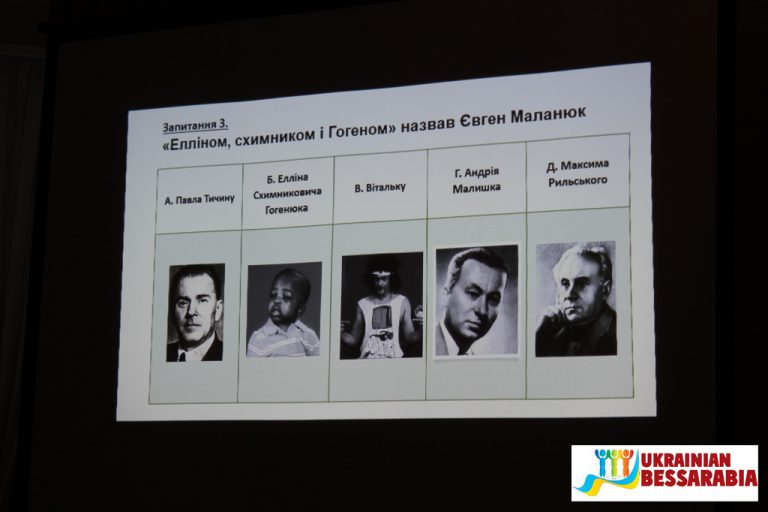 Запитання 3.
«Елліном, схимником і Гогеном» назвав Євген Маланюк
А. Павла Тичину
Б. Елліна
Схимниковича
Гогенюка
В. Вітальку
Г. Андрія
Малишка
Д. Максима
Рильського
UKRAINIAN
BESSARABIA